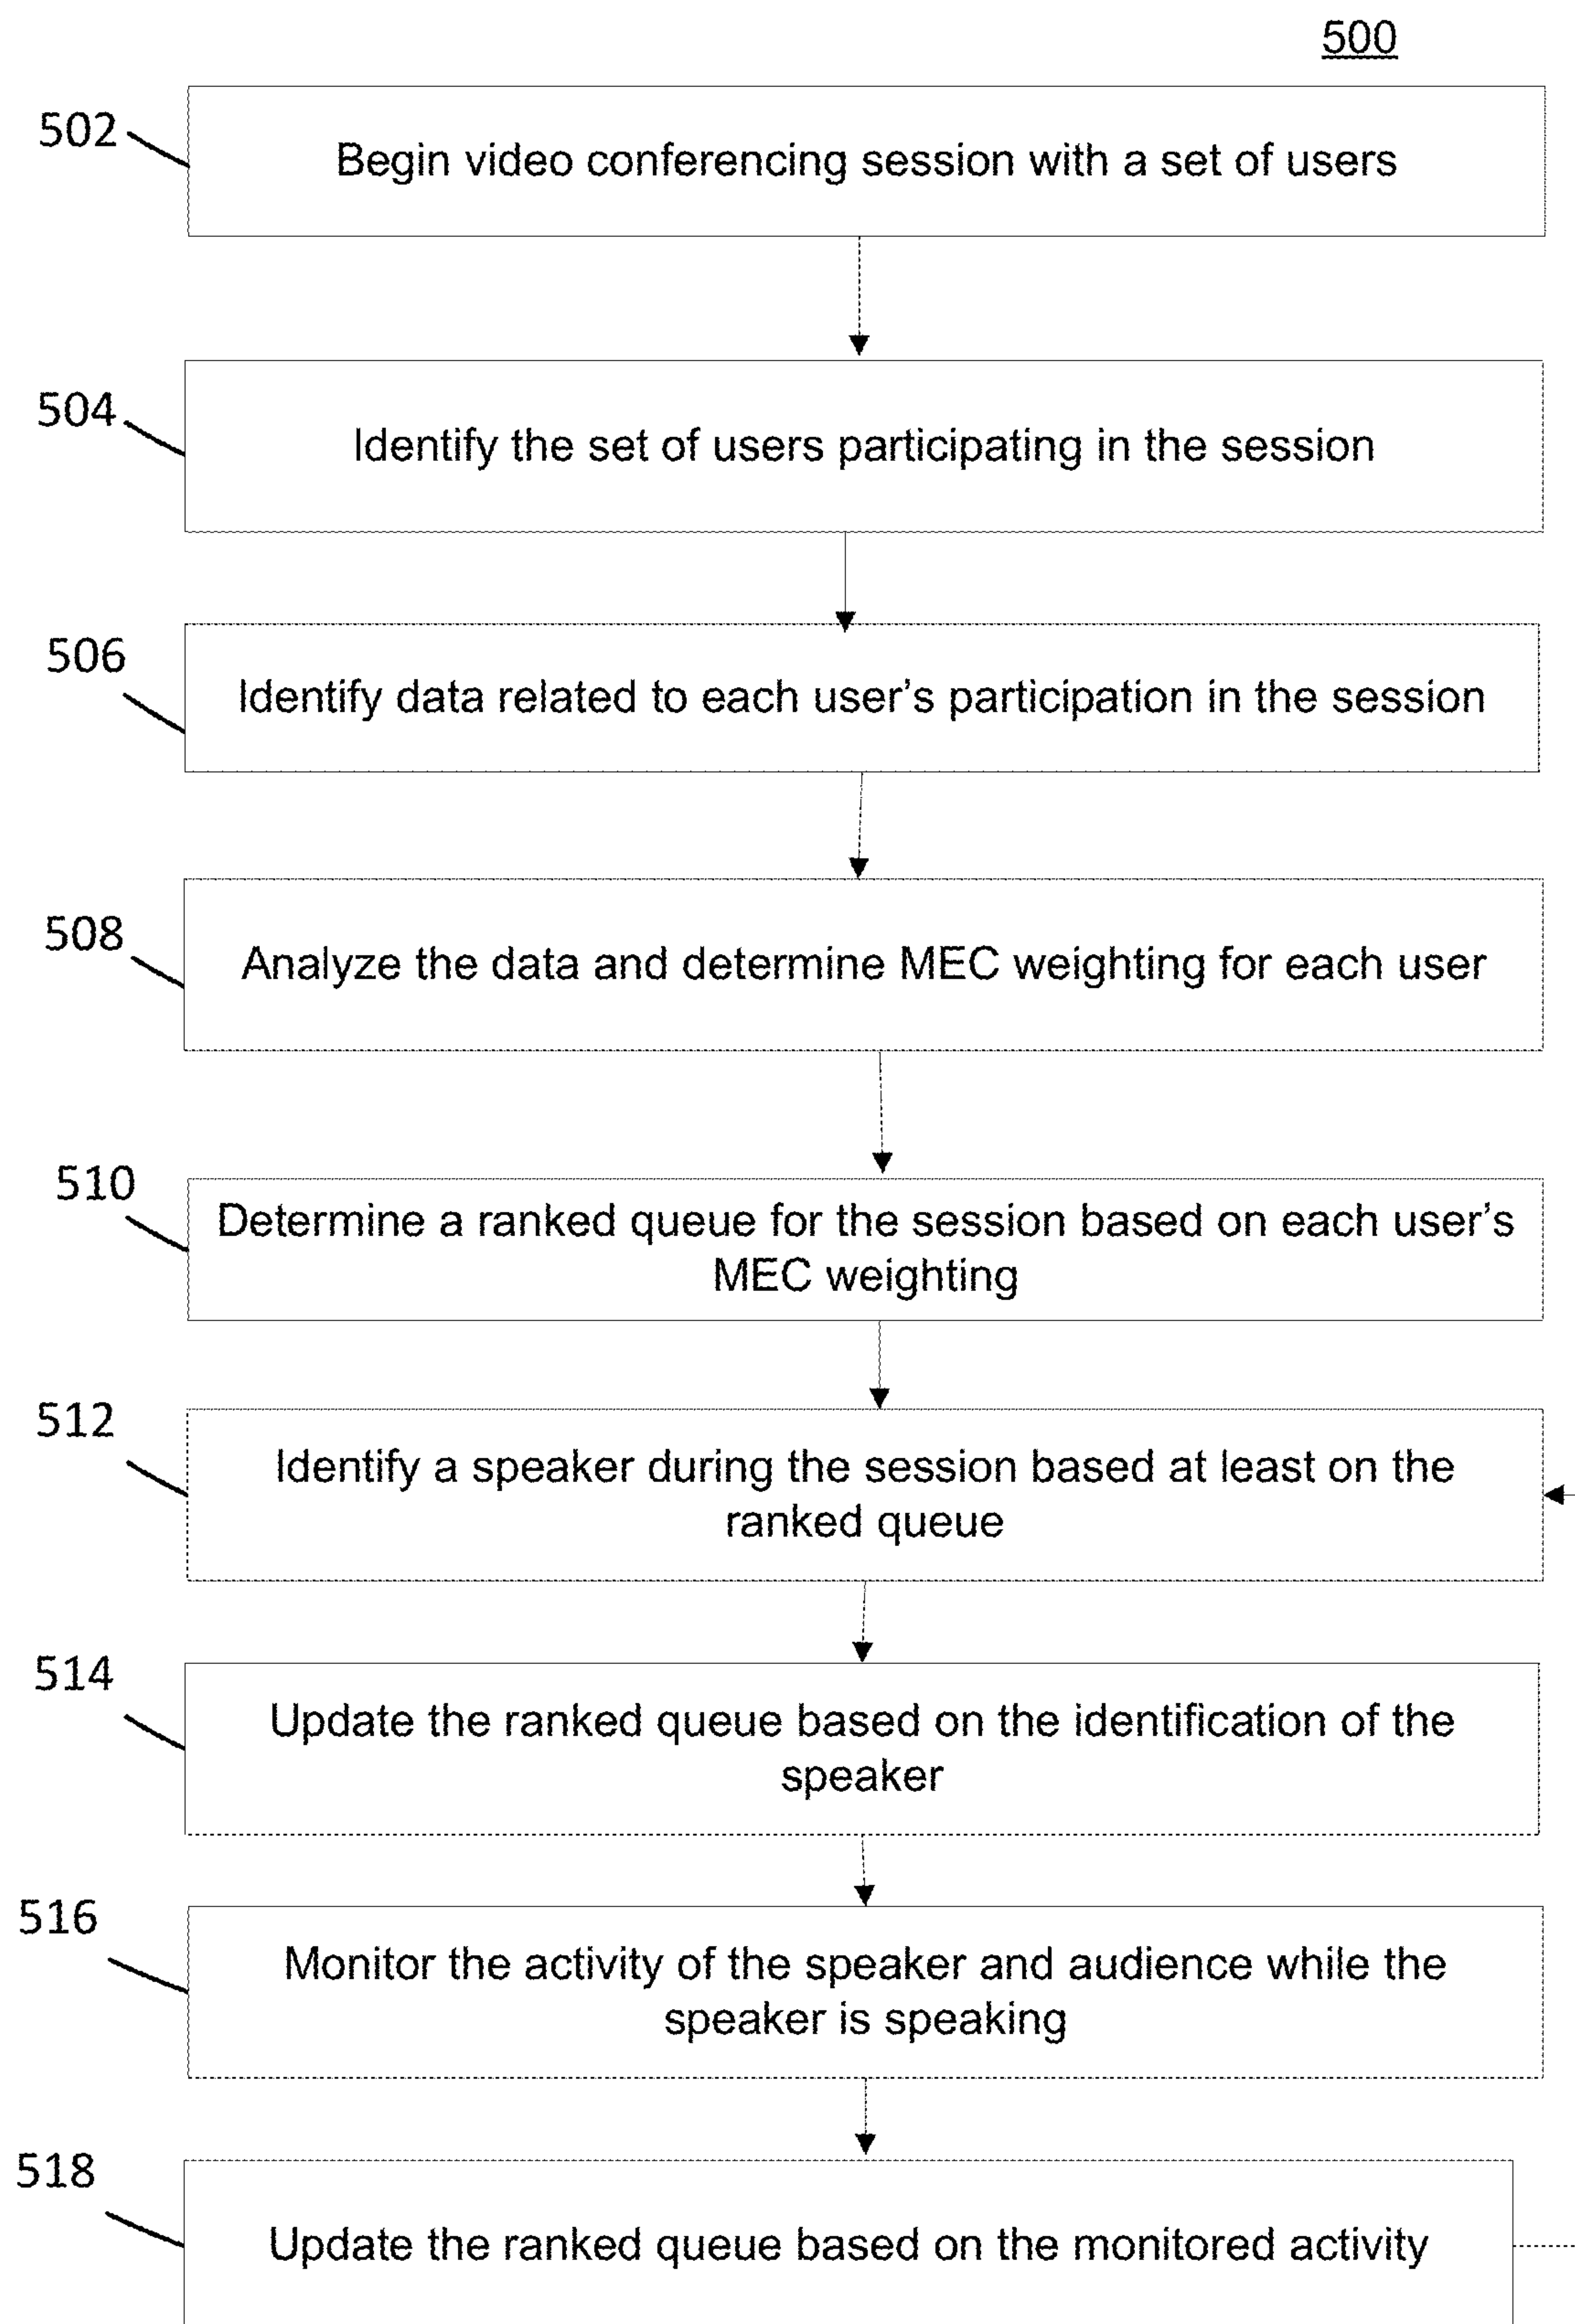 500
502
Begin video conferencing session with a set of users
504
Identify the set of users participating in the session
506
Identify data related to each user’s participation in the session
508
Analyze the data and determine MEC weighting for each user
510
Determine a ranked queue for the session based on each user’s
MEC weighting
512
Identify a speaker during the session based at least on the
ranked queue
514
Update the ranked queue based on the identification of the
speaker
516
Monitor the activity of the speaker and audience while the
speaker is speaking
518
Update the ranked queue based on the monitored activity